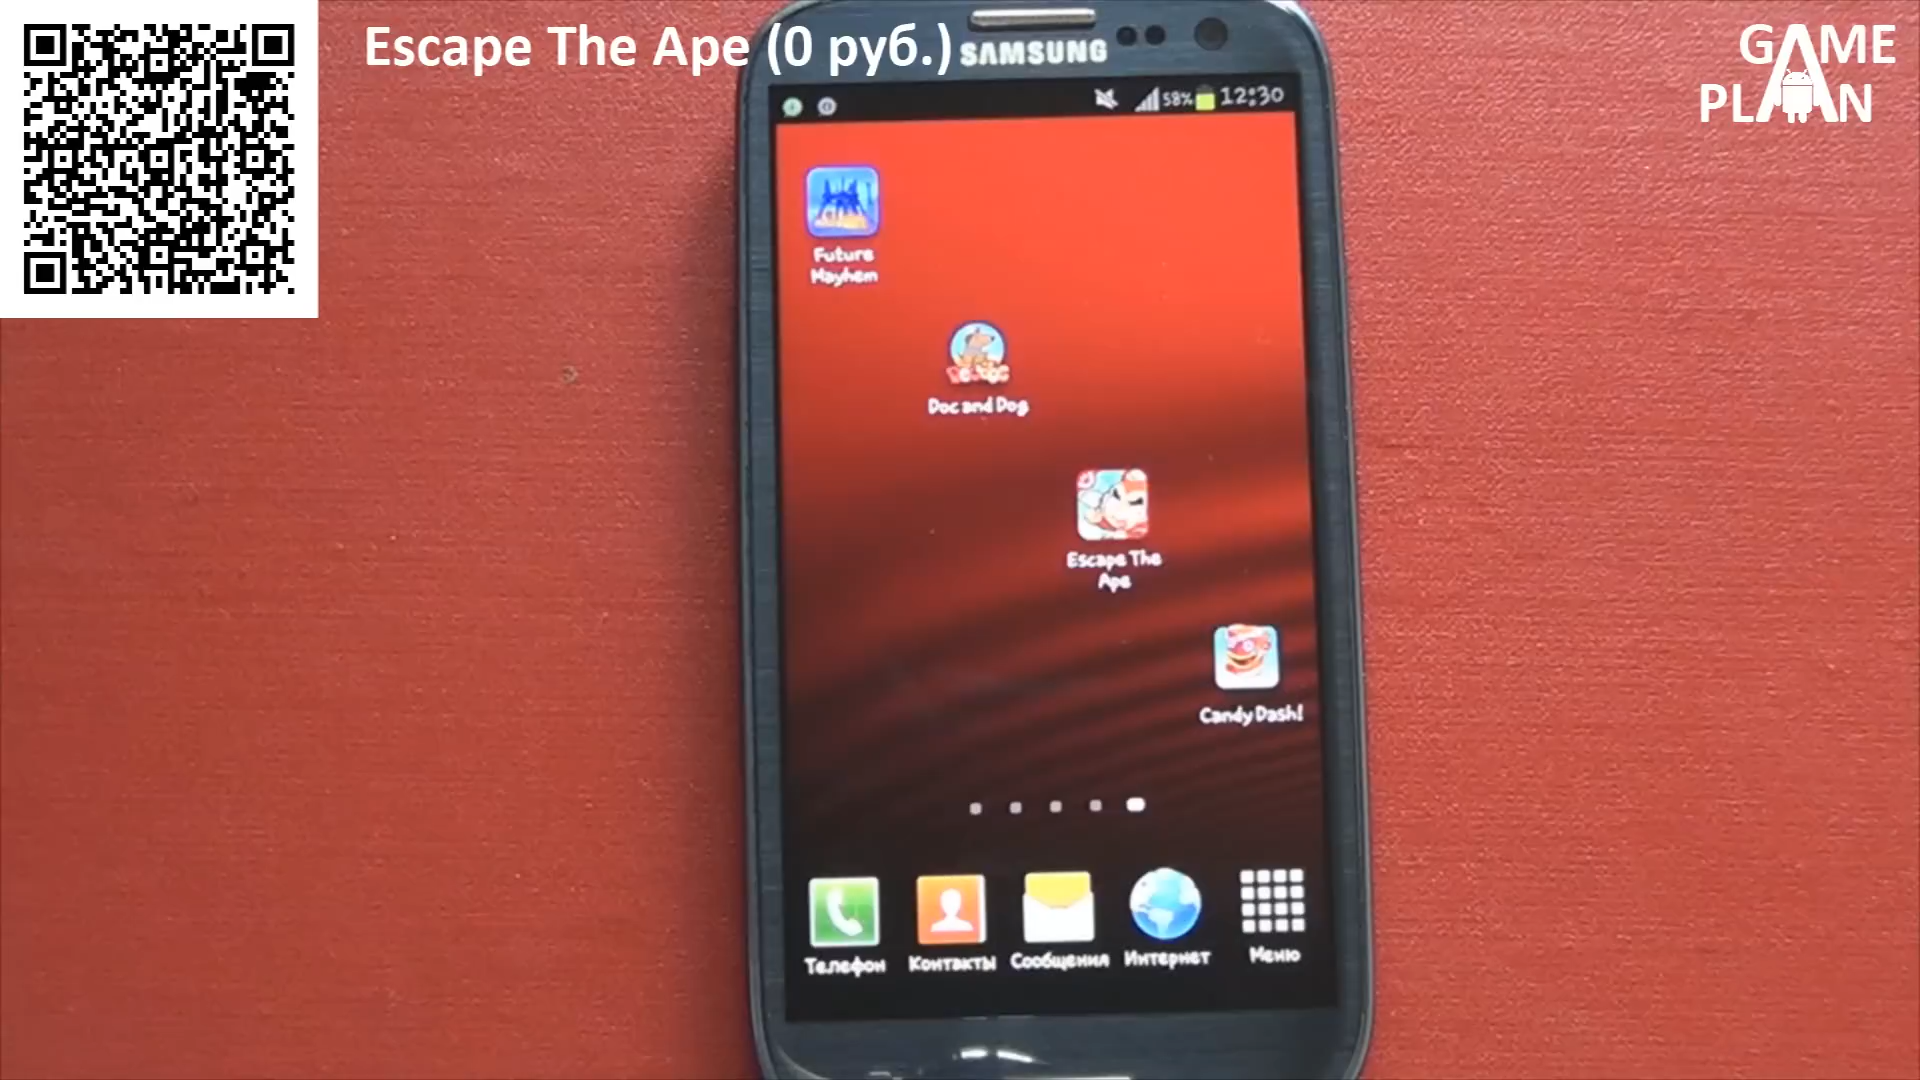 Escape The Ape (0 руб.)
GAME
PLAN
SAMSUNG
58% 12:30
Future
Mayhem
Doc and Dog
Escape The
Ape
Candy Dash!
Телефон
Контакты
Сообщения
Интернет
Меню